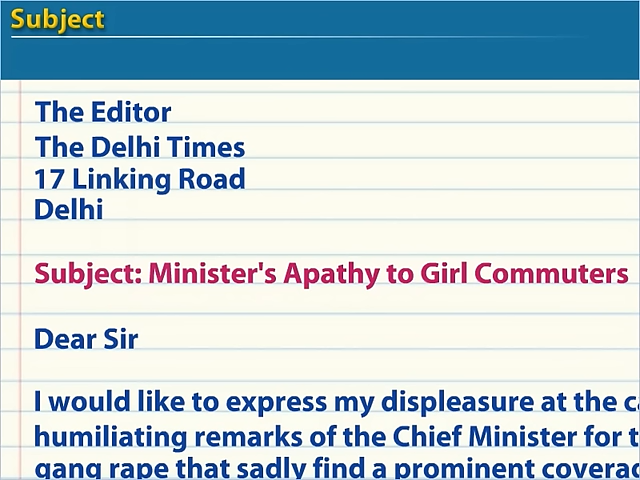 Subject
The Editor
The Delhi Times
17 Linking Road
Delhi
Subject: Minister's Apathy to Girl Commuters
Dear Sir
I would like to express my displeasure at the
humiliating remarks of the Chief Minister for
gang rape that sadly find a prominent